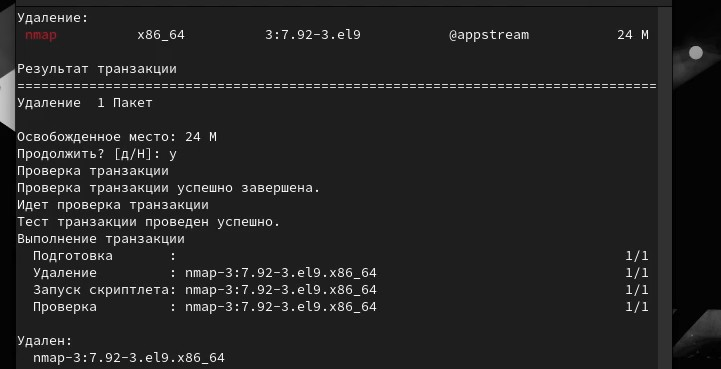 Удаление:
nmap x86_64 3:7.92-3.el9 @appstream 24 M
Результат транзакции
================================================================================
Удаление 1 Пакет
Освобожденное место: 24 M
Продолжить? [д/Н]: y
Проверка транзакции
Проверка транзакции успешно завершена.
Идет проверка транзакции
Тест транзакции проведен успешно.
Выполнение транзакции
Подготовка : 1/1
Удаление : nmap-3:7.92-3.el9.x86_64 1/1
Запуск скриптлета: nmap-3:7.92-3.el9.x86_64 1/1
Проверка : nmap-3:7.92-3.el9.x86_64 1/1
Удален:
nmap-3:7.92-3.el9.x86_64